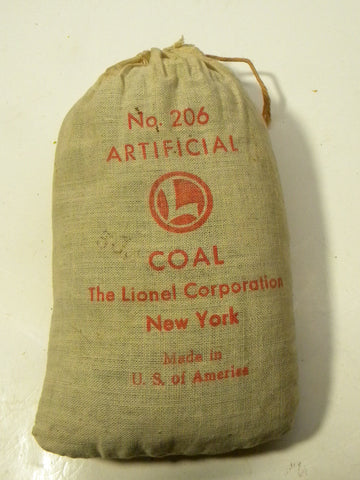 No. 206
ARTIFICIAL
L
COAL
The Lionel Corporation
New York
Made in
U. S. of America